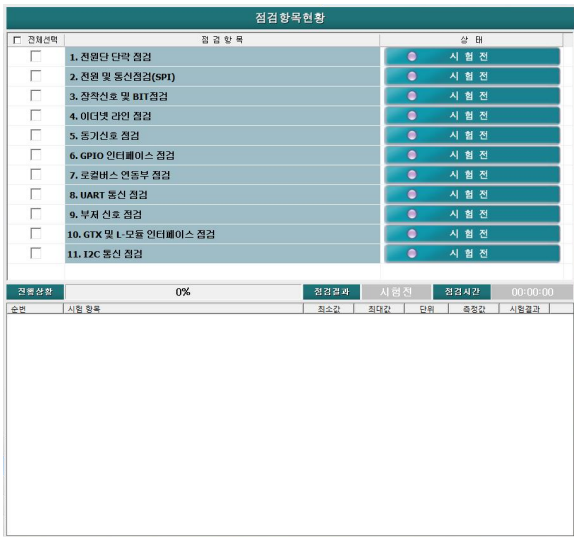 점검항목현황
전체선택 점 검 항 목 상 태
1. 전원단 단락 점검 시 험 전
2. 전원 및 통신점검(SPI) 시 험 전
3. 장착신호 및 BIT점검 시 험 전
4. 이더넷 라인 점검 시 험 전
5. 동기신호 점검 시 험 전
6. GPIO 인터페이스 점검 시 험 전
7. 로컬버스 연동부 점검 시 험 전
8. UART 통신 점검 시 험 전
9. 부저 신호 점검 시 험 전
10. GTX 및 L-모듈 인터페이스 점검 시 험 전
11. I2C 통신 점검 시 험 전
진행상황 0% 점검결과 시험전 점검시간 00:00:00
순번 시험 항목 최소값 최대값 단위 측정값 시험결과